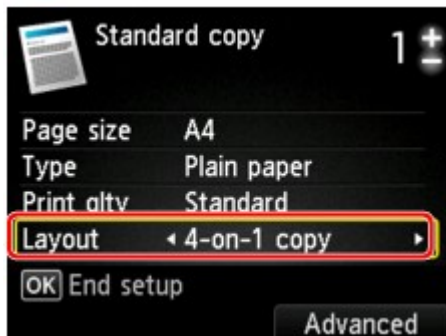 Standard copy
1
Page size A4
Type Plain paper
Print qlty Standard
Layout 4-on-1 copy
OK End setup
Advanced